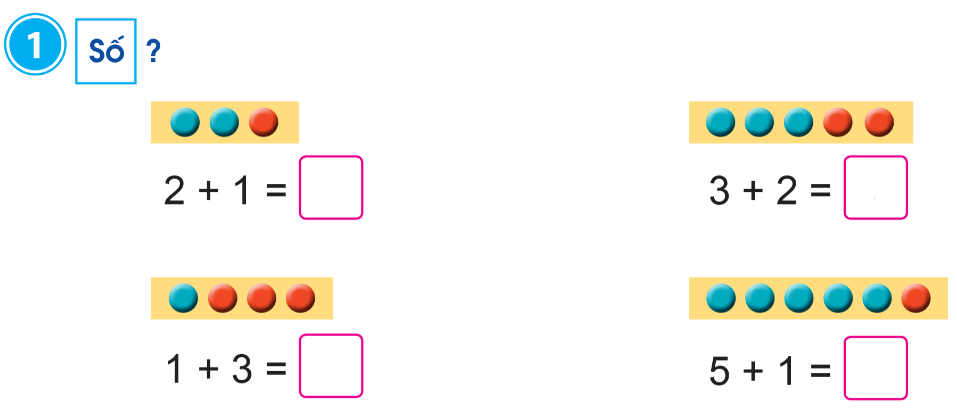 1 Số ?
2 + 1 =
3 + 2 =
1 + 3 =
5 + 1 =